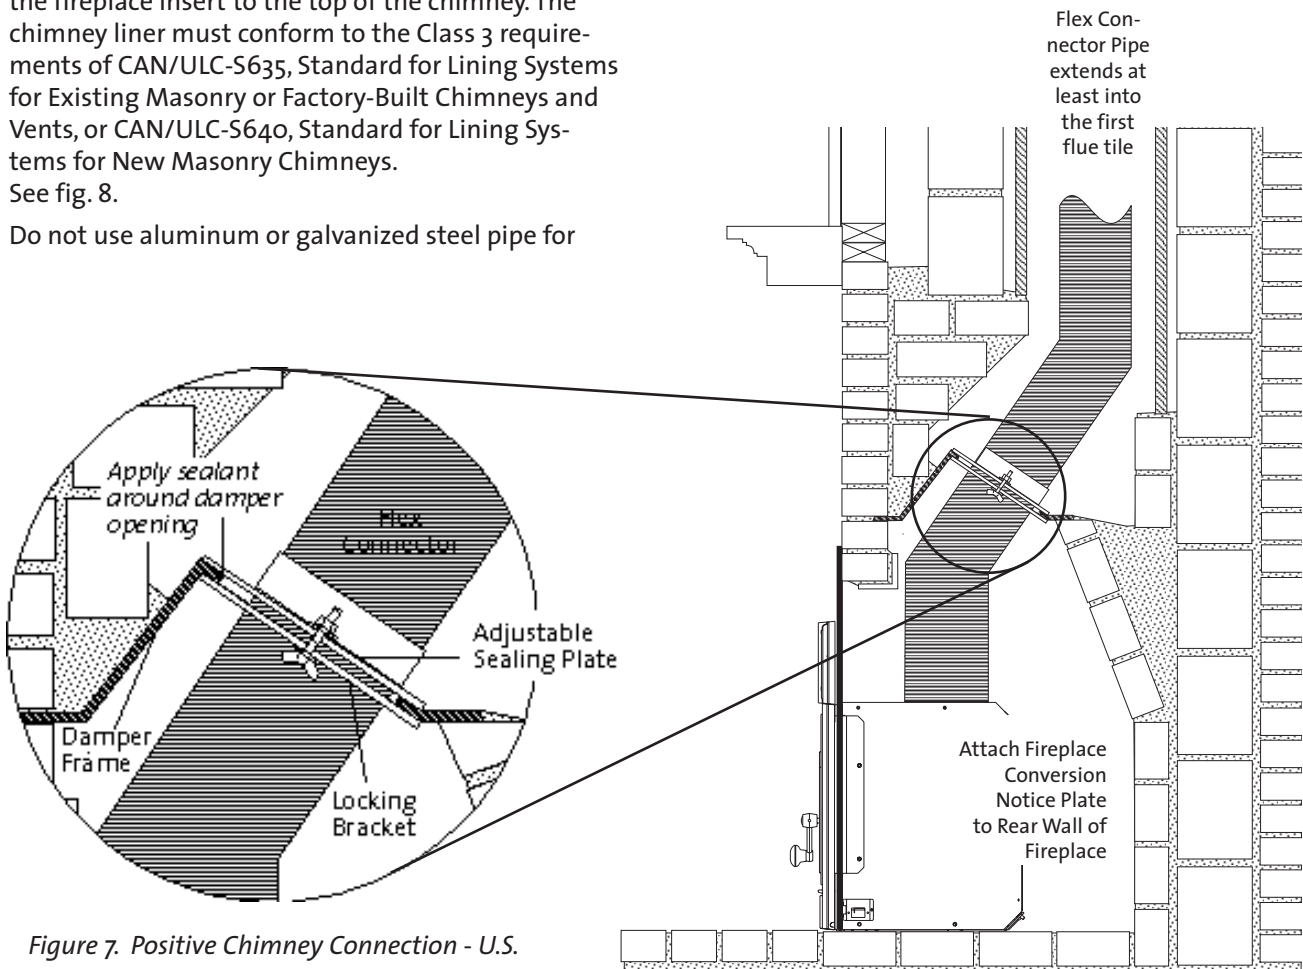 the fireplace insert to the top of the chimney. The
chimney liner must conform to the Class 3 require-
ments of CAN/ULC-S635, Standard for Lining Systems
for Existing Masonry or Factory-Built Chimneys and
Vents, or CAN/ULC-S640, Standard for Lining Sys-
tems for New Masonry Chimneys.
See fig. 8.
Do not use aluminum or galvanized steel pipe for
Flex Con-
nector Pipe
extends at
least into
the first
flue tile
Apply sealant
around damper
opening
Flex
Connector
Adjustable
Sealing Plate
Damper
Frame
Locking
Bracket
Attach Fireplace
Conversion
Notice Plate
to Rear Wall of
Fireplace
Figure 7. Positive Chimney Connection - U.S.